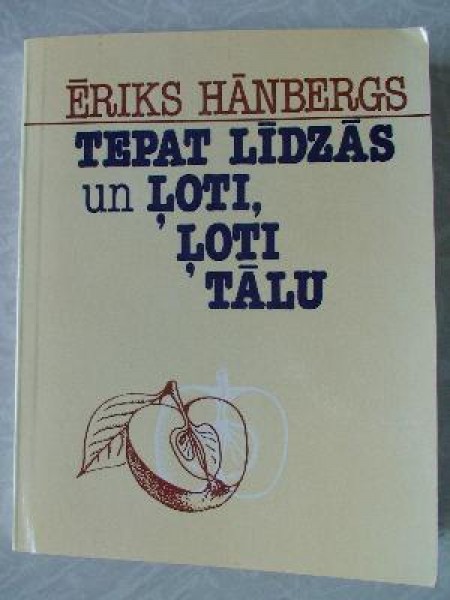 ĒRIKS HĀNBERGS
TEPAT LĪDZĀS
un ĻOTI,
ĻOTI
TĀLU